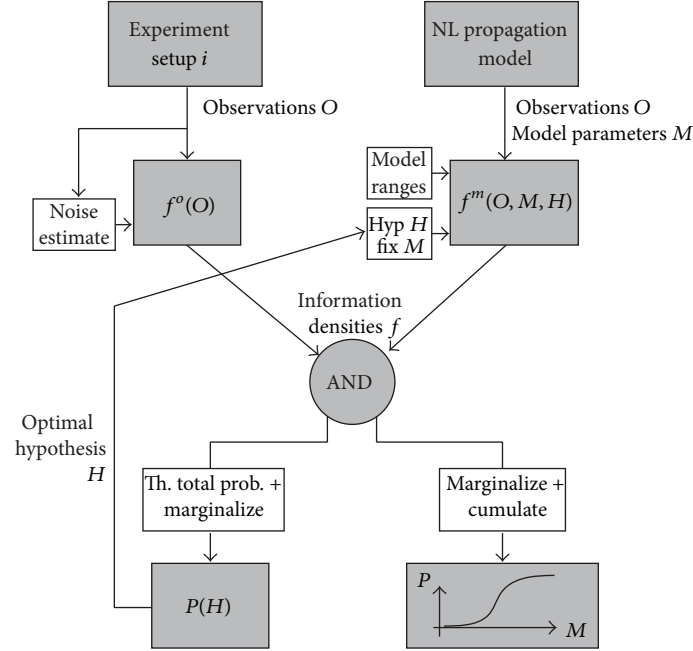 Experiment
setup i
NL propagation
model
Observations O
Observations O
Model parameters M
Model
ranges
f^o(O)
f^m(O, M, H)
Noise
estimate
Hyp H
fix M
Information
densities f
AND
Optimal
hypothesis
H
Th. total prob. +
marginalize
Marginalize +
cumulate
P(H)
P
M